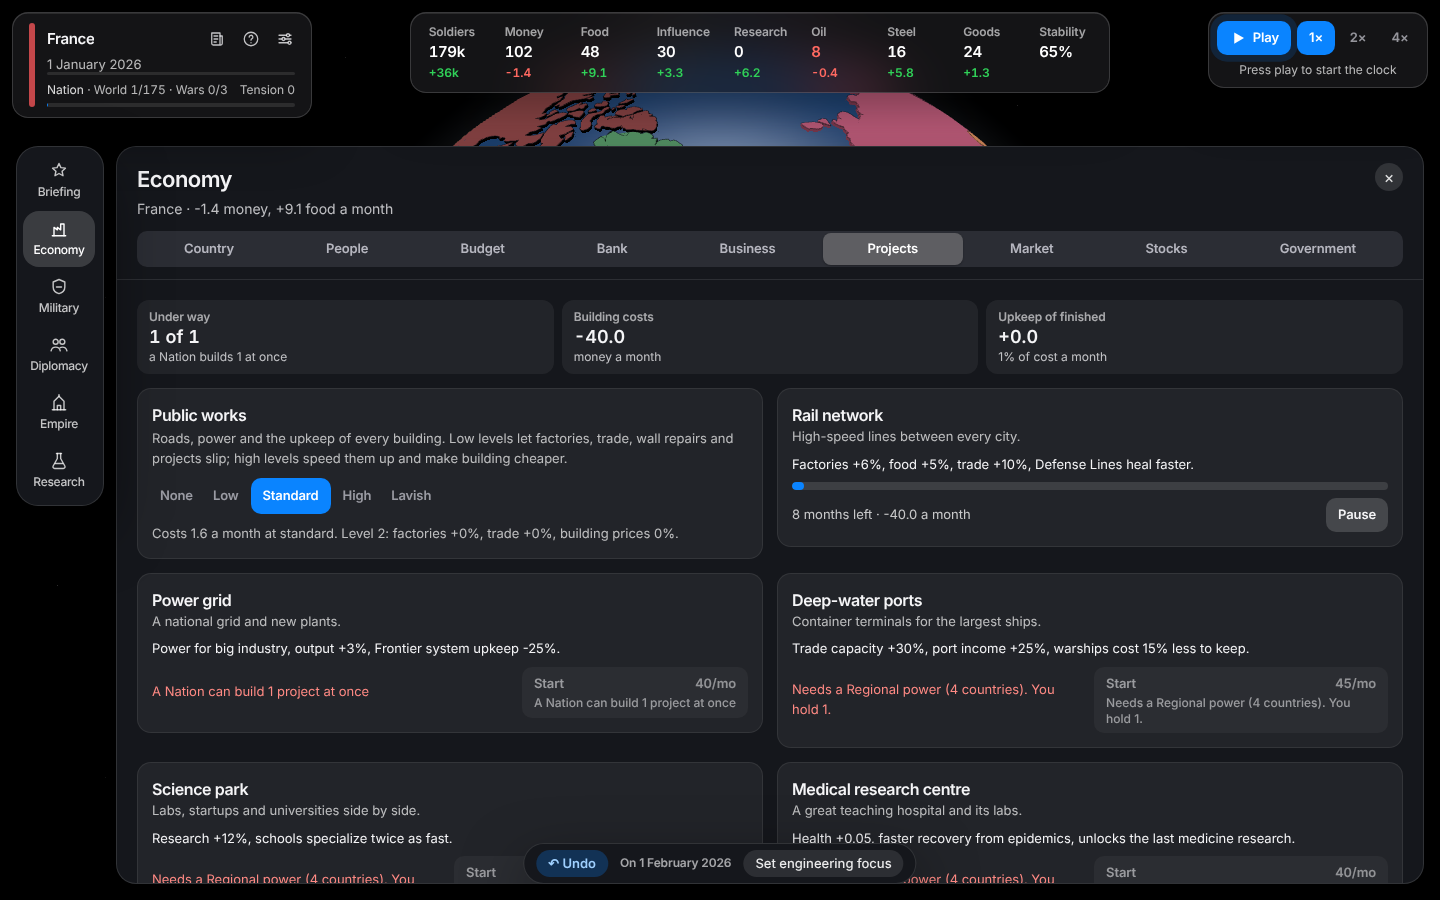 France
1 January 2026
Nation · World 1/175 · Wars 0/3 Tension 0
Soldiers Money Food Influence Research Oil Steel Goods Stability
179k 102 48 30 0 8 16 24 65%
+36k -1.4 +9.1 +3.3 +6.2 -0.4 +5.8 +1.3
Play 1× 2× 4×
Press play to start the clock
Briefing
Economy
Military
Diplomacy
Empire
Research
Economy
France · -1.4 money, +9.1 food a month
Country People Budget Bank Business Projects Market Stocks Government
Under way
1 of 1
a Nation builds 1 at once
Building costs
-40.0
money a month
Upkeep of finished
+0.0
1% of cost a month
Public works
Roads, power and the upkeep of every building. Low levels let factories, trade, wall repairs and
projects slip; high levels speed them up and make building cheaper.
None Low Standard High Lavish
Costs 1.6 a month at standard. Level 2: factories +0%, trade +0%, building prices 0%.
Rail network
High-speed lines between every city.
Factories +6%, food +5%, trade +10%, Defense Lines heal faster.
8 months left · -40.0 a month
Pause
Power grid
A national grid and new plants.
Power for big industry, output +3%, Frontier system upkeep -25%.
A Nation can build 1 project at once
Start 40/mo
A Nation can build 1 project at once
Deep-water ports
Container terminals for the largest ships.
Trade capacity +30%, port income +25%, warships cost 15% less to keep.
Needs a Regional power (4 countries). You
hold 1.
Start 45/mo
Needs a Regional power (4 countries). You
hold 1.
Science park
Labs, startups and universities side by side.
Research +12%, schools specialize twice as fast.
Needs a Regional power (4 countries). You
Start
Medical research centre
A great teaching hospital and its labs.
Health +0.05, faster recovery from epidemics, unlocks the last medicine research.
power (4 countries). You
Start 40/mo
↶ Undo On 1 February 2026 Set engineering focus